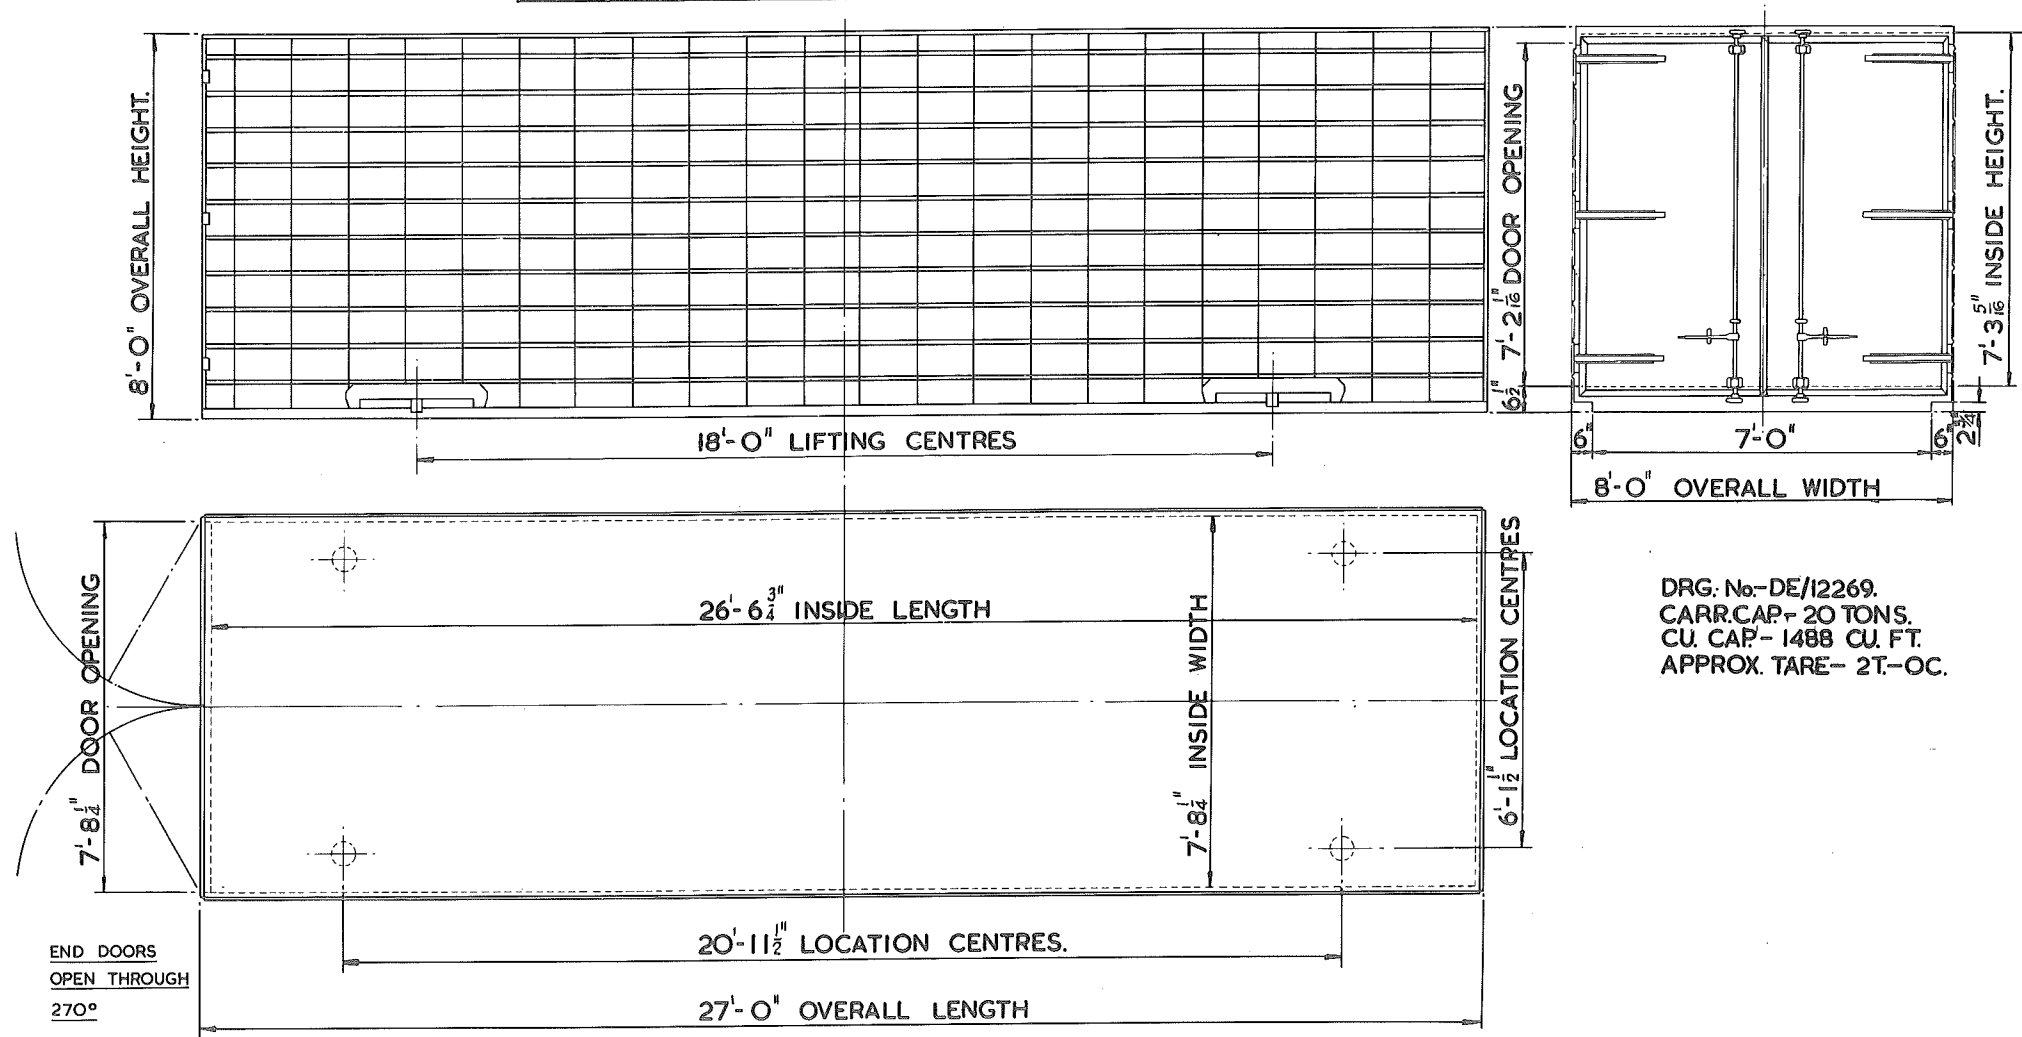 8'-0" OVERALL HEIGHT.
18'-0" LIFTING CENTRES
6 1/2" 7'-2 1/16" DOOR OPENING
7'-3 5/16" INSIDE HEIGHT.
6" 7'-0" 6" 2 3/4"
8'-0" OVERALL WIDTH
7'-8 1/4" DOOR OPENING
26'-6 3/4" INSIDE LENGTH
7'-8 1/4" INSIDE WIDTH
6'-1 1/2" LOCATION CENTRES
DRG. No.-DE/12269.
CARR.CAP.- 20 TONS.
CU. CAP.- 1488 CU. FT.
APPROX. TARE- 2T.-OC.
20'-11 1/2" LOCATION CENTRES.
27'-0" OVERALL LENGTH
END DOORS
OPEN THROUGH
270°